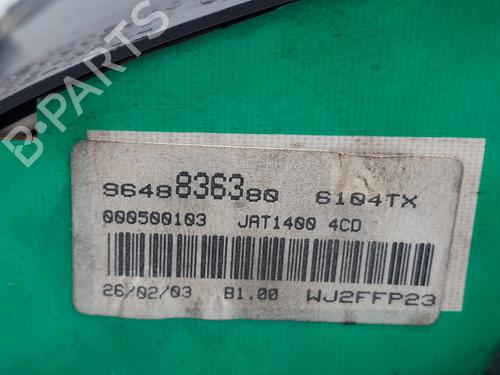 B-PARTS
9648836380 6104TX
000500103 JAT1400 4CD
26/02/03 B1.00 WJ2FFP23